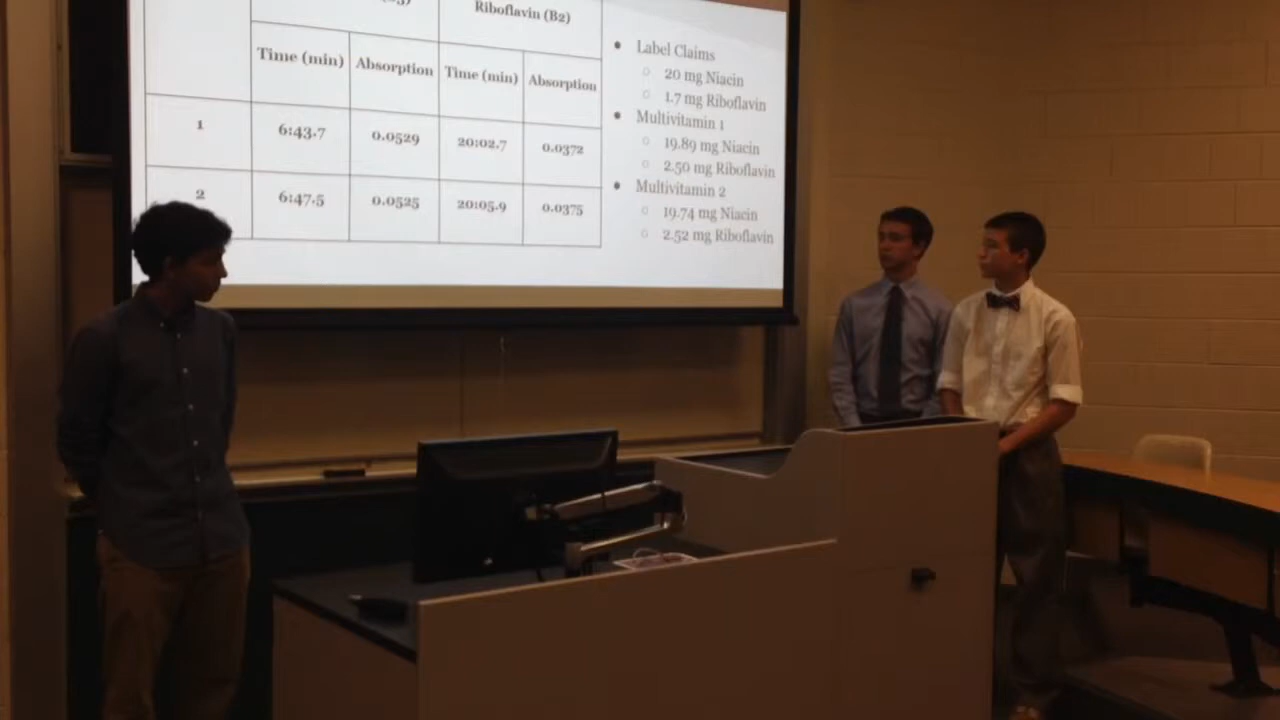 Riboflavin (B2)
Time (min) Absorption Time (min) Absorption
1 6:43.7 0.0529 20:02.7 0.0372
2 6:47.5 0.0525 20:05.9 0.0375
Label Claims
20 mg Niacin
1.7 mg Riboflavin
Multivitamin 1
19.89 mg Niacin
2.50 mg Riboflavin
Multivitamin 2
19.74 mg Niacin
2.52 mg Riboflavin